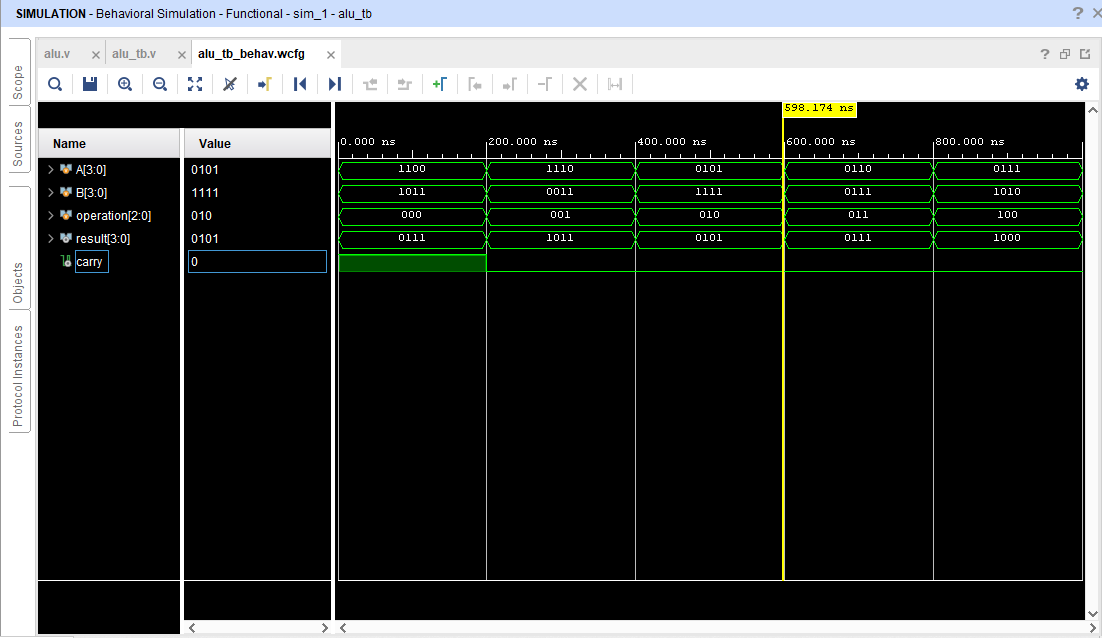 SIMULATION - Behavioral Simulation - Functional - sim_1 - alu_tb
alu.v alu_tb.v alu_tb_behav.wcfg
Scope
Sources
Objects
Protocol Instances
598.174 ns
Name Value
0.000 ns 200.000 ns 400.000 ns 600.000 ns 800.000 ns
A[3:0] 0101 1100 1110 0101 0110 0111
B[3:0] 1111 1011 0011 1111 0111 1010
operation[2:0] 010 000 001 010 011 100
result[3:0] 0101 0111 1011 0101 0111 1000
carry 0